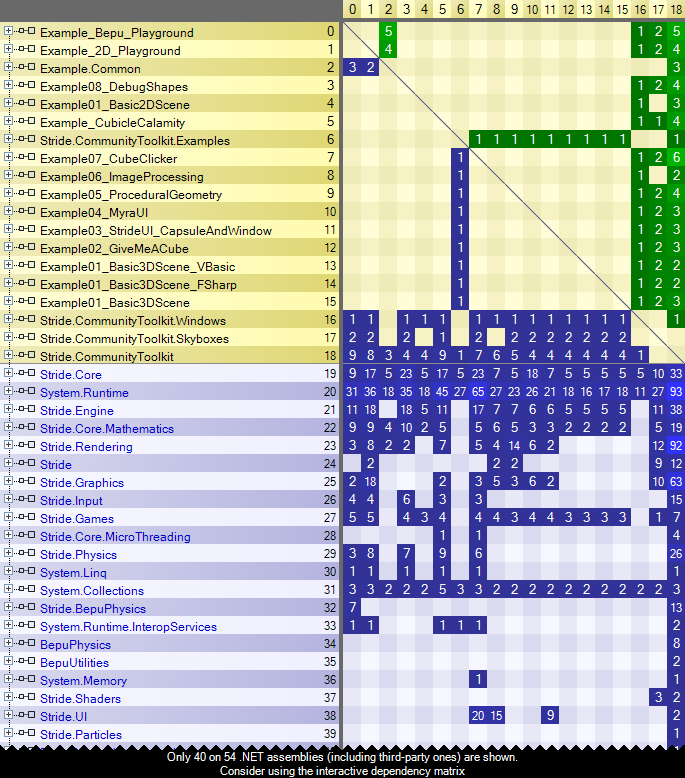 0 1 2 3 4 5 6 7 8 9 10 11 12 13 14 15 16 17 18
Example_Bepu_Playground 0 5 1 2 5
Example_2D_Playground 1 4 1 2 4
Example.Common 2 3 2 3
Example08_DebugShapes 3 1 2 4
Example01_Basic2DScene 4 1 3
Example_CubicleCalamity 5 1 1 4
Stride.CommunityToolkit.Examples 6 1 1 1 1 1 1 1 1 1 1
Example07_CubeClicker 7 1 1 2 6
Example06_ImageProcessing 8 1 1 2
Example05_ProceduralGeometry 9 1 1 2 4
Example04_MyraUI 10 1 1 2 3
Example03_StrideUI_CapsuleAndWindow 11 1 1 2 3
Example02_GiveMeACube 12 1 1 2 3
Example01_Basic3DScene_VBasic 13 1 1 2 2
Example01_Basic3DScene_FSharp 14 1 1 2 2
Example01_Basic3DScene 15 1 1 2 3
Stride.CommunityToolkit.Windows 16 1 1 1 1 1 1 1 1 1 1 1 1 1 1 1
Stride.CommunityToolkit.Skyboxes 17 2 2 2 1 2 2 2 2 2 2 2 2
Stride.CommunityToolkit 18 9 8 3 4 4 9 1 7 6 5 4 4 4 4 4 4 1
Stride.Core 19 9 17 5 23 5 17 5 23 7 5 18 7 5 5 5 5 5 10 33
System.Runtime 20 31 36 18 35 18 45 27 65 27 23 26 21 18 16 17 18 11 27 93
Stride.Engine 21 11 18 18 5 11 17 7 7 6 6 5 5 5 5 11 38
Stride.Core.Mathematics 22 9 9 4 10 2 5 6 5 6 5 3 3 2 2 2 2 5 19
Stride.Rendering 23 3 8 2 2 7 5 4 14 6 2 12 92
Stride 24 2 2 2 9 12
Stride.Graphics 25 2 18 2 3 5 3 6 2 10 63
Stride.Input 26 4 4 6 3 3 15
Stride.Games 27 5 5 4 3 4 4 4 3 4 4 3 3 3 3 1 7
Stride.Core.MicroThreading 28 1 1 4
Stride.Physics 29 3 8 7 9 6 26
System.Linq 30 1 1 1 1 1 1
System.Collections 31 3 3 2 2 2 5 3 3 2 2 2 2 2 2 2 2 2 2 3
Stride.BepuPhysics 32 7 13
System.Runtime.InteropServices 33 1 1 1 1 1 2
BepuPhysics 34 8
BepuUtilities 35 2
System.Memory 36 1 1
Stride.Shaders 37 3 2
Stride.UI 38 20 15 9 2
Stride.Particles 39 1
Only 40 on 54 .NET assemblies (including third-party ones) are shown.
Consider using the interactive dependency matrix